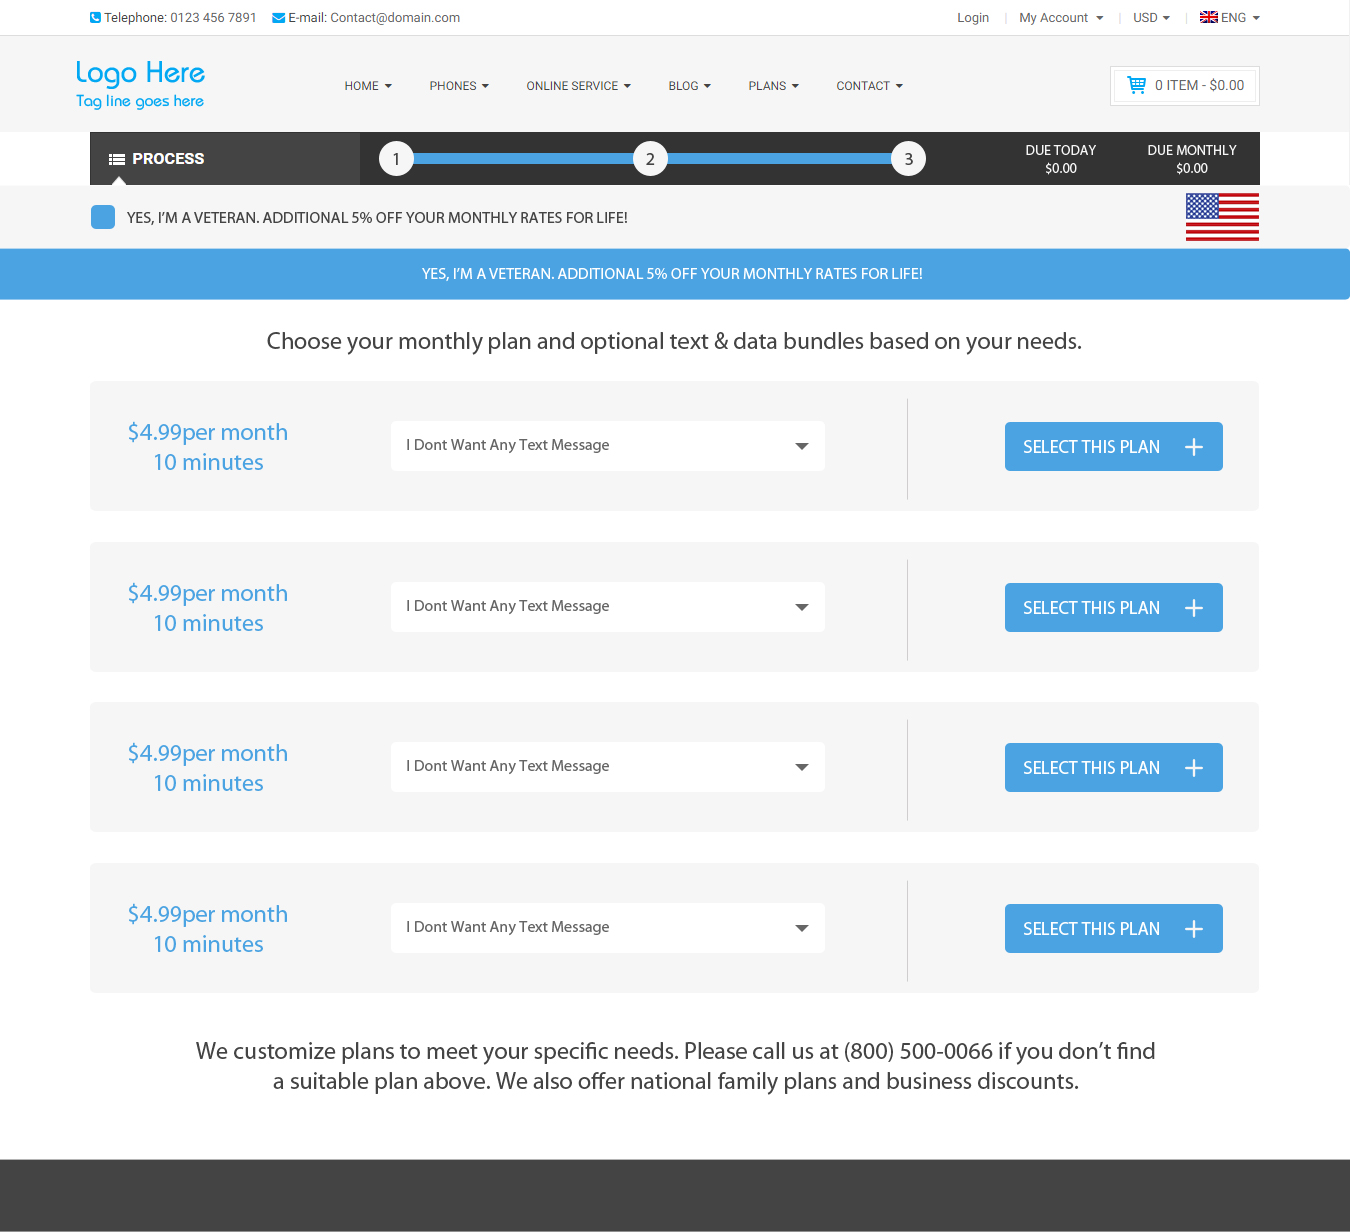 Telephone: 0123 456 7891 E-mail: Contact@domain.com Login My Account USD ENG
Logo Here
Tag line goes here
HOME PHONES ONLINE SERVICE BLOG PLANS CONTACT 0 ITEM - $0.00
PROCESS 1 2 3
DUE TODAY
$0.00
DUE MONTHLY
$0.00
YES, I’M A VETERAN. ADDITIONAL 5% OFF YOUR MONTHLY RATES FOR LIFE!
YES, I’M A VETERAN. ADDITIONAL 5% OFF YOUR MONTHLY RATES FOR LIFE!
Choose your monthly plan and optional text & data bundles based on your needs.
$4.99per month
10 minutes
I Dont Want Any Text Message
SELECT THIS PLAN
$4.99per month
10 minutes
I Dont Want Any Text Message
SELECT THIS PLAN
$4.99per month
10 minutes
I Dont Want Any Text Message
SELECT THIS PLAN
$4.99per month
10 minutes
I Dont Want Any Text Message
SELECT THIS PLAN
We customize plans to meet your specific needs. Please call us at (800) 500-0066 if you don’t find
a suitable plan above. We also offer national family plans and business discounts.